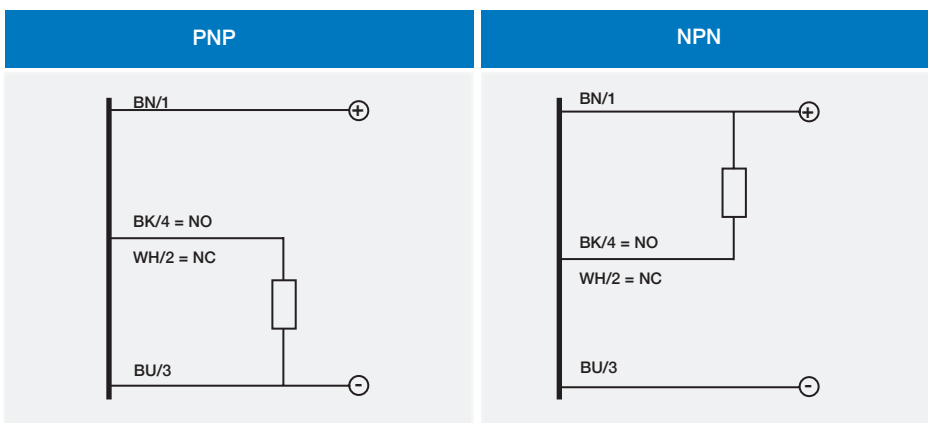 PNP
BN/1
+
BK/4 = NO
WH/2 = NC
BU/3
-
NPN
BN/1
+
BK/4 = NO
WH/2 = NC
BU/3
-